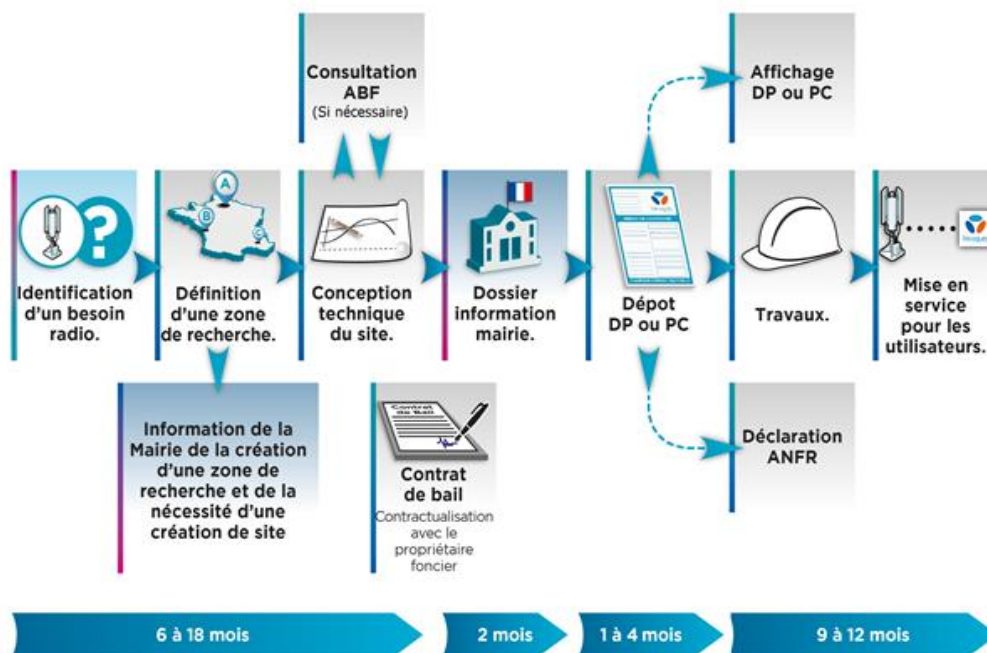 Consultation
ABF
(Si nécessaire)
Affichage
DP ou PC
A
B
C
?
Identification
d'un besoin
radio.
Définition
d'une zone
de recherche.
Conception
technique
du site.
Dossier
information
mairie.
Dépot
DP ou PC
Travaux.
Mise en
service
pour les
utilisateurs.
Information de la
Mairie de la création
d'une zone de
recherche et de la
nécessité d'une
création de site
Contrat
de Bail
Contrat
de bail
Contractualisation
avec le
propriétaire
foncier
Déclaration
ANFR
6 à 18 mois
2 mois
1 à 4 mois
9 à 12 mois